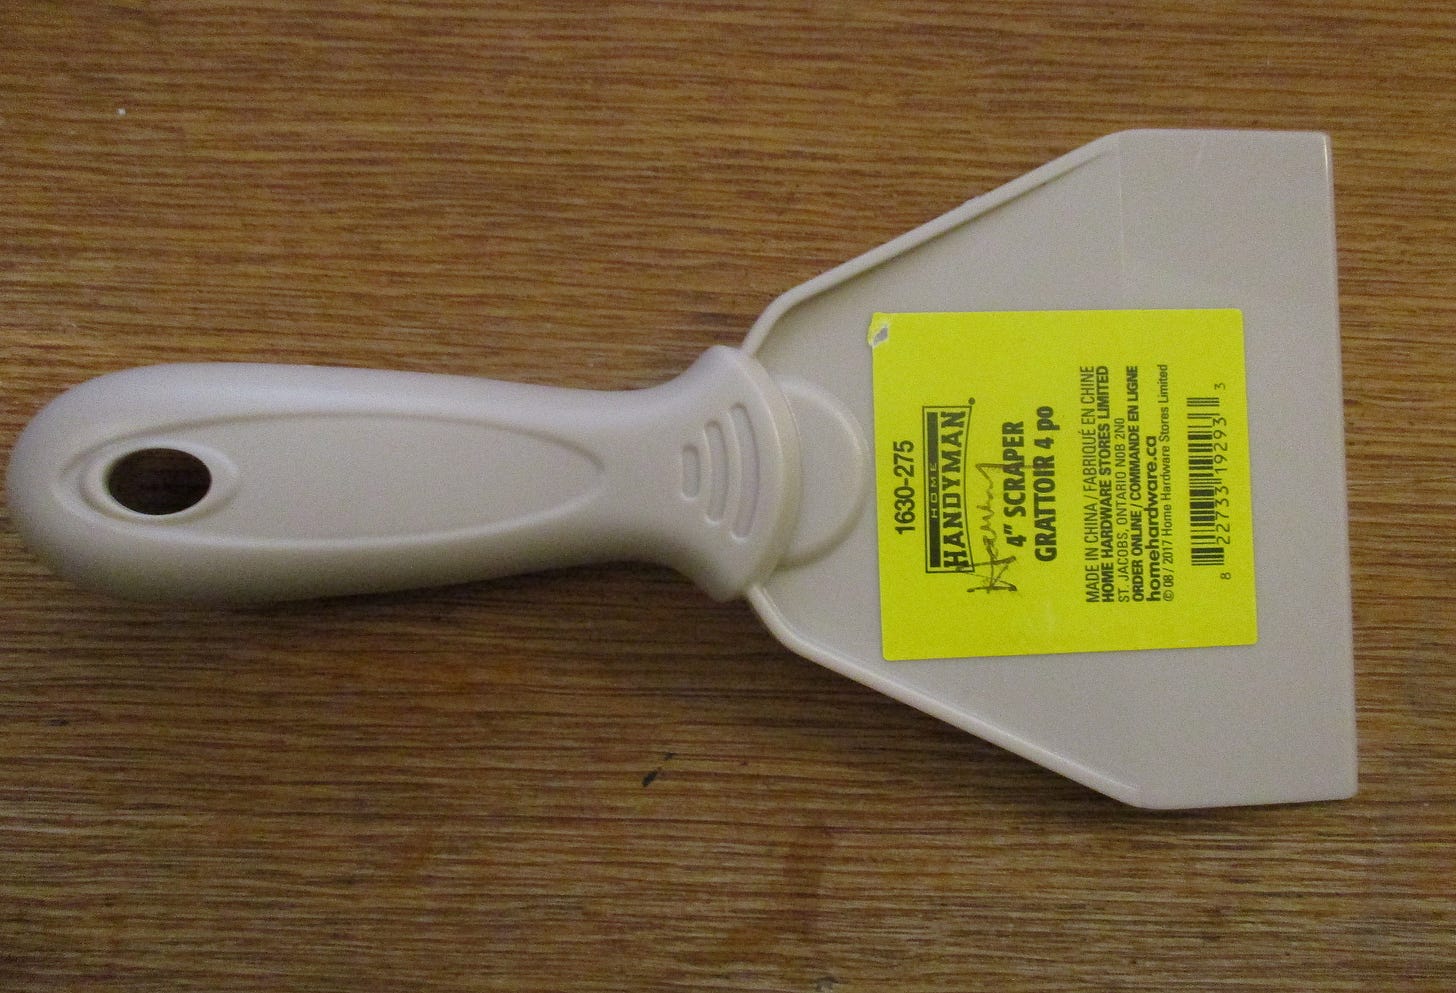 1630-275
HOME
HANDYMAN
4" SCRAPER
GRATTOIR 4 po
MADE IN CHINA / FABRIQUÉ EN CHINE
HOME HARDWARE STORES LIMITED
ST. JACOBS, ONTARIO N0B 2N0
ORDER ONLINE / COMMANDE EN LIGNE
homehardware.ca
© 08 / 2017 Home Hardware Stores Limited
8 22733 19293 3